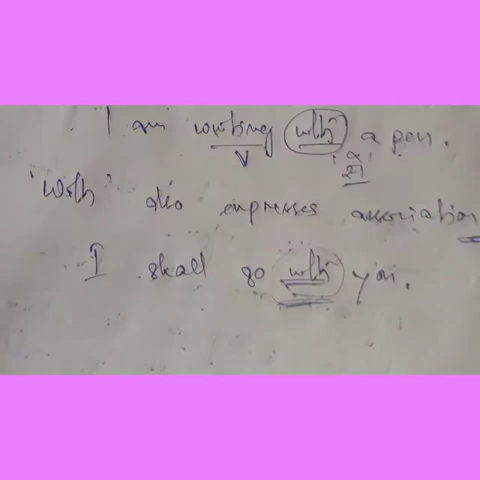 I am writing with a pen.
V 'से'
'with' also expresses association
I shall go with you.